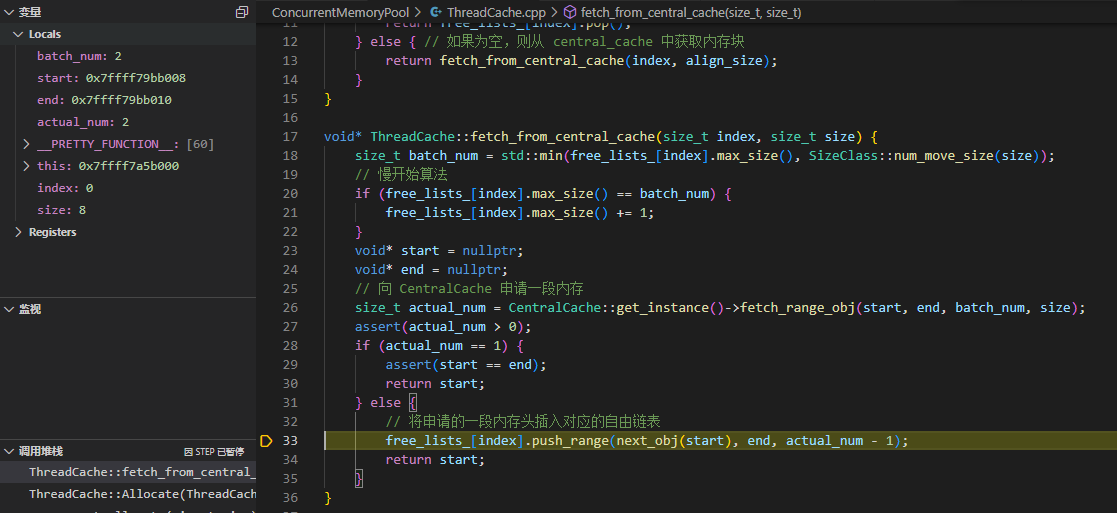 变量
Locals
batch_num: 2
start: 0x7ffff79bb008
end: 0x7ffff79bb010
actual_num: 2
__PRETTY_FUNCTION__: [60]
this: 0x7ffff7a5b000
index: 0
size: 8
Registers
监视
调用堆栈 因 STEP 已暂停
ThreadCache::fetch_from_central_
ThreadCache::Allocate(ThreadCach
ConcurrentMemoryPool > ThreadCache.cpp > fetch_from_central_cache(size_t, size_t)
11 return free_lists_[index].pop();
12 } else { // 如果为空，则从 central_cache 中获取内存块
13 return fetch_from_central_cache(index, align_size);
14 }
15 }
16
17 void* ThreadCache::fetch_from_central_cache(size_t index, size_t size) {
18 size_t batch_num = std::min(free_lists_[index].max_size(), SizeClass::num_move_size(size));
19 // 慢开始算法
20 if (free_lists_[index].max_size() == batch_num) {
21 free_lists_[index].max_size() += 1;
22 }
23 void* start = nullptr;
24 void* end = nullptr;
25 // 向 CentralCache 申请一段内存
26 size_t actual_num = CentralCache::get_instance()->fetch_range_obj(start, end, batch_num, size);
27 assert(actual_num > 0);
28 if (actual_num == 1) {
29 assert(start == end);
30 return start;
31 } else {
32 // 将申请的一段内存头插入对应的自由链表
33 free_lists_[index].push_range(next_obj(start), end, actual_num - 1);
34 return start;
35 }
36 }